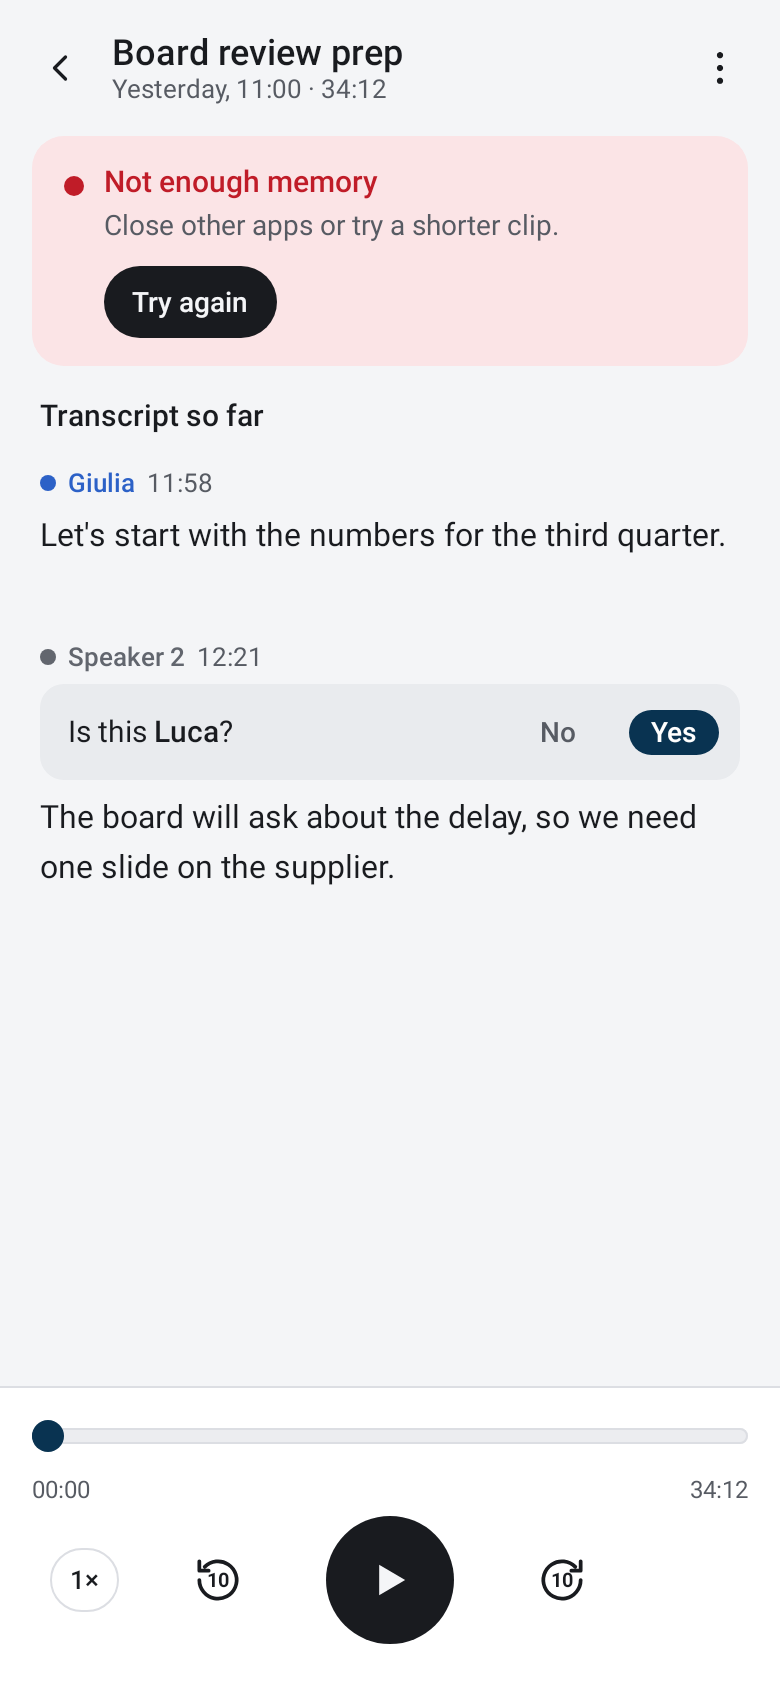 Board review prep
Yesterday, 11:00 · 34:12
Not enough memory
Close other apps or try a shorter clip.
Try again
Transcript so far
Giulia 11:58
Let's start with the numbers for the third quarter.
Speaker 2 12:21
Is this Luca? No Yes
The board will ask about the delay, so we need
one slide on the supplier.
00:00 34:12
1× 10 10